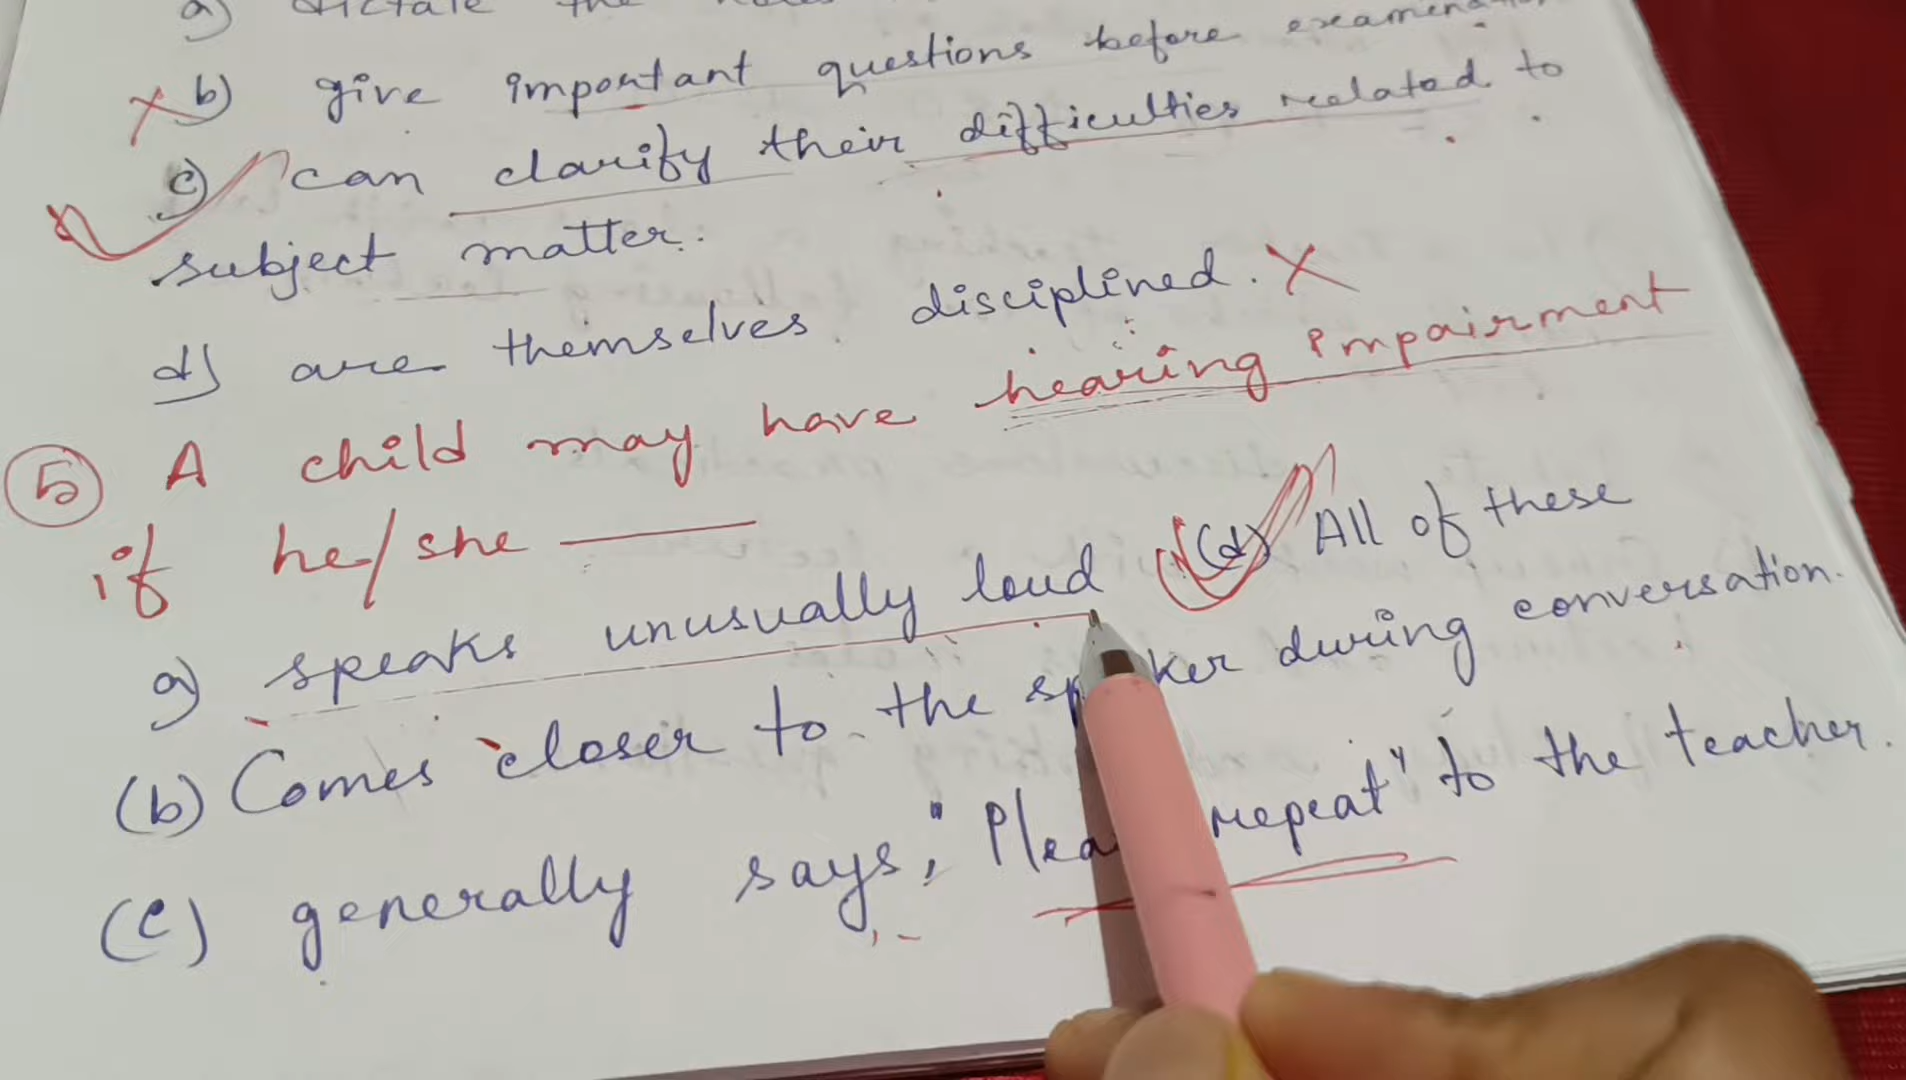 a) dictate the
b) give important questions before
c) can clarify their difficulties related to
subject matter.
d) are themselves disciplined.
5 A child may have hearing impairment
if he/she
a) speaks unusually loud (d) All of these
(b) Comes closer to the speaker during conversation.
(c) generally says, "Please repeat" to the teacher.